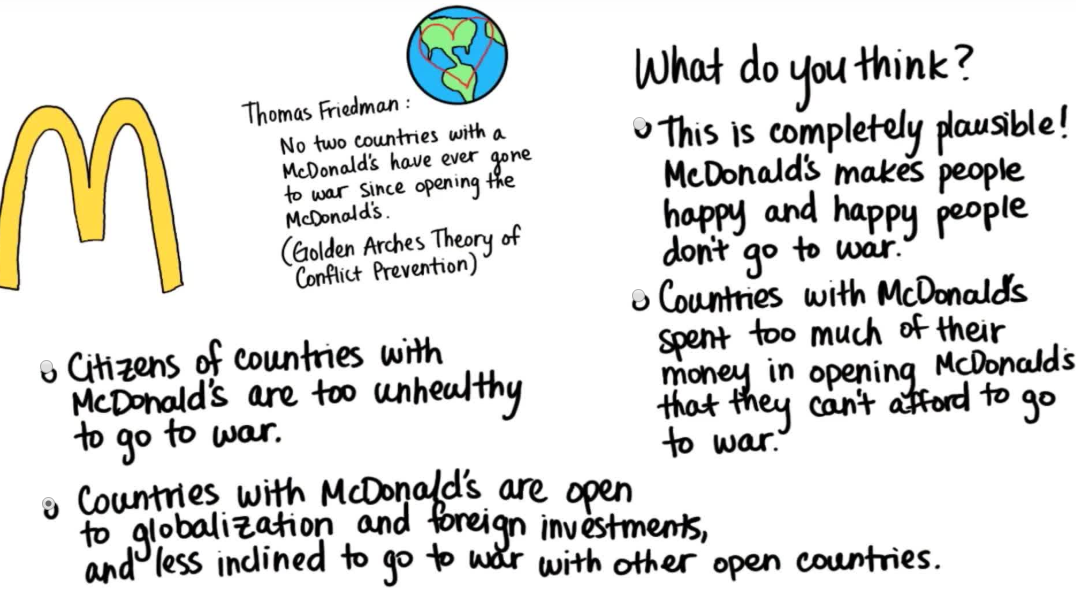 Thomas Friedman:
No two countries with a
McDonald's have ever gone
to war since opening the
McDonald's.
(Golden Arches Theory of
Conflict Prevention)
What do you think?
This is completely plausible!
McDonald's makes people
happy and happy people
don't go to war.
Countries with McDonald's
spent too much of their
money in opening McDonald's
that they can't afford to go
to war.
Citizens of countries with
McDonald's are too unhealthy
to go to war.
Countries with McDonald's are open
to globalization and foreign investments,
and less inclined to go to war with other open countries.